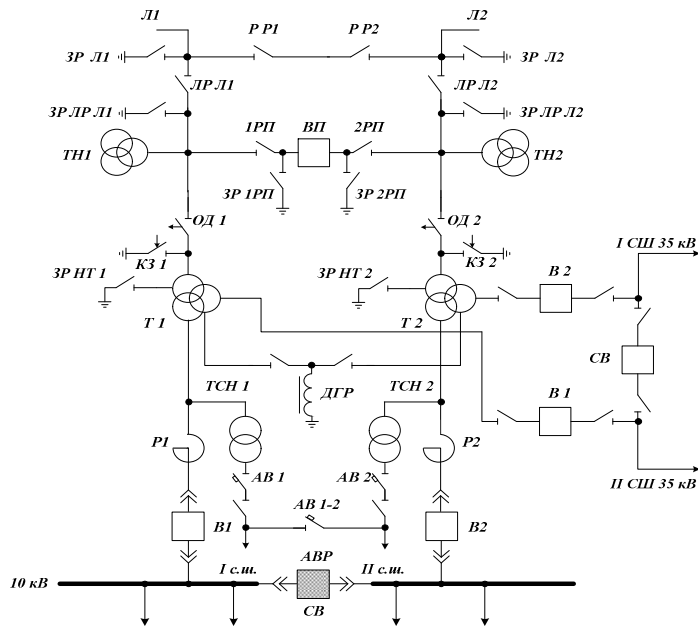 Л1
Л2
Р Р1
Р Р2
ЗР Л1
ЗР Л2
ЛР Л1
ЛР Л2
ЗР ЛР Л1
ЗР ЛР Л2
1РП
ВП
2РП
ТН1
ТН2
ЗР 1РП
ЗР 2РП
ОД 1
ОД 2
I СШ 35 кВ
КЗ 1
КЗ 2
ЗР НТ 1
ЗР НТ 2
В 2
Т 1
Т 2
СВ
ТСН 1
ДГР
ТСН 2
В 1
Р1
Р2
II СШ 35 кВ
АВ 1
АВ 2
АВ 1-2
В1
В2
АВР
I с.ш.
II с.ш.
10 кВ
СВ